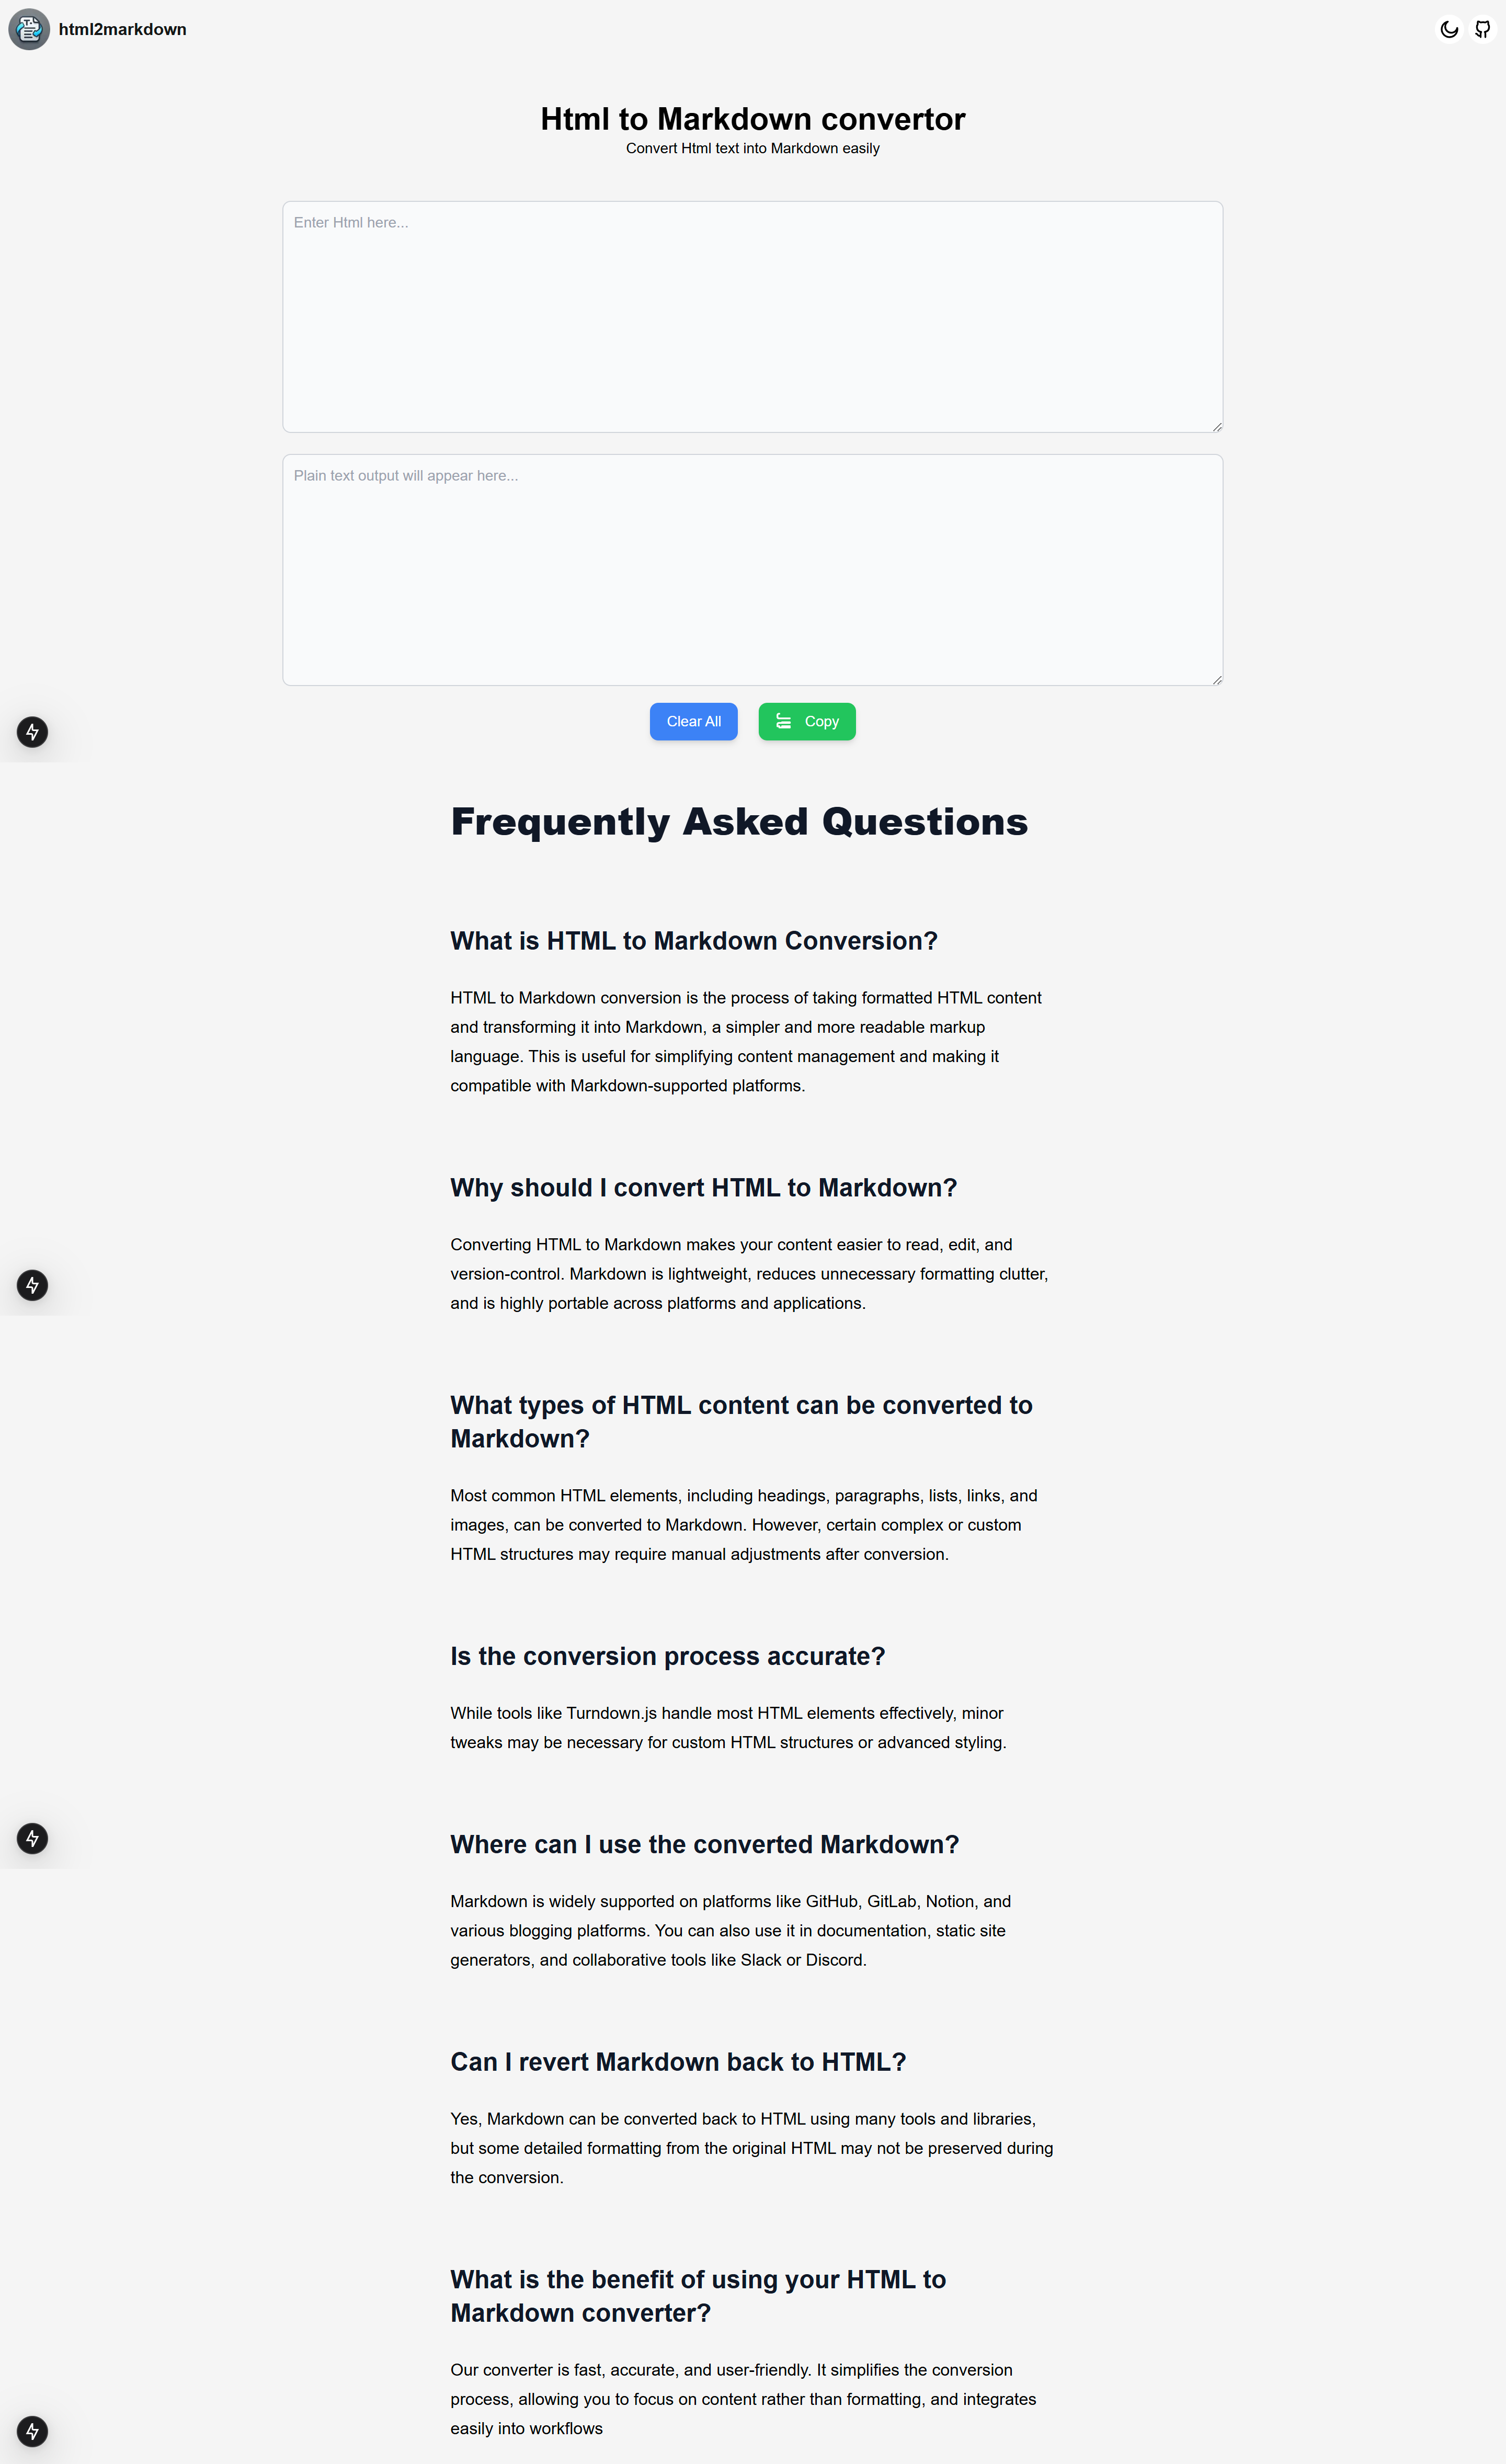 html2markdown
Html to Markdown convertor
Convert Html text into Markdown easily
Enter Html here...
Plain text output will appear here...
Clear All
Copy
Frequently Asked Questions
What is HTML to Markdown Conversion?
HTML to Markdown conversion is the process of taking formatted HTML content
and transforming it into Markdown, a simpler and more readable markup
language. This is useful for simplifying content management and making it
compatible with Markdown-supported platforms.
Why should I convert HTML to Markdown?
Converting HTML to Markdown makes your content easier to read, edit, and
version-control. Markdown is lightweight, reduces unnecessary formatting clutter,
and is highly portable across platforms and applications.
What types of HTML content can be converted to
Markdown?
Most common HTML elements, including headings, paragraphs, lists, links, and
images, can be converted to Markdown. However, certain complex or custom
HTML structures may require manual adjustments after conversion.
Is the conversion process accurate?
While tools like Turndown.js handle most HTML elements effectively, minor
tweaks may be necessary for custom HTML structures or advanced styling.
Where can I use the converted Markdown?
Markdown is widely supported on platforms like GitHub, GitLab, Notion, and
various blogging platforms. You can also use it in documentation, static site
generators, and collaborative tools like Slack or Discord.
Can I revert Markdown back to HTML?
Yes, Markdown can be converted back to HTML using many tools and libraries,
but some detailed formatting from the original HTML may not be preserved during
the conversion.
What is the benefit of using your HTML to
Markdown converter?
Our converter is fast, accurate, and user-friendly. It simplifies the conversion
process, allowing you to focus on content rather than formatting, and integrates
easily into workflows